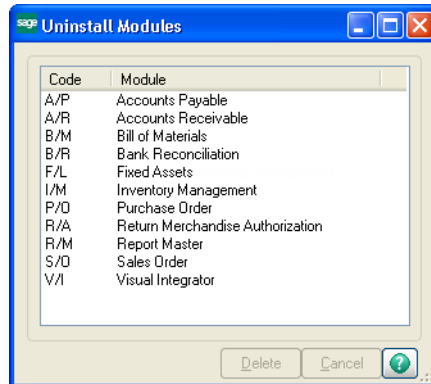 sage Uninstall Modules
Code Module
A/P Accounts Payable
A/R Accounts Receivable
B/M Bill of Materials
B/R Bank Reconciliation
F/L Fixed Assets
I/M Inventory Management
P/O Purchase Order
R/A Return Merchandise Authorization
R/M Report Master
S/O Sales Order
V/I Visual Integrator
Delete Cancel ?